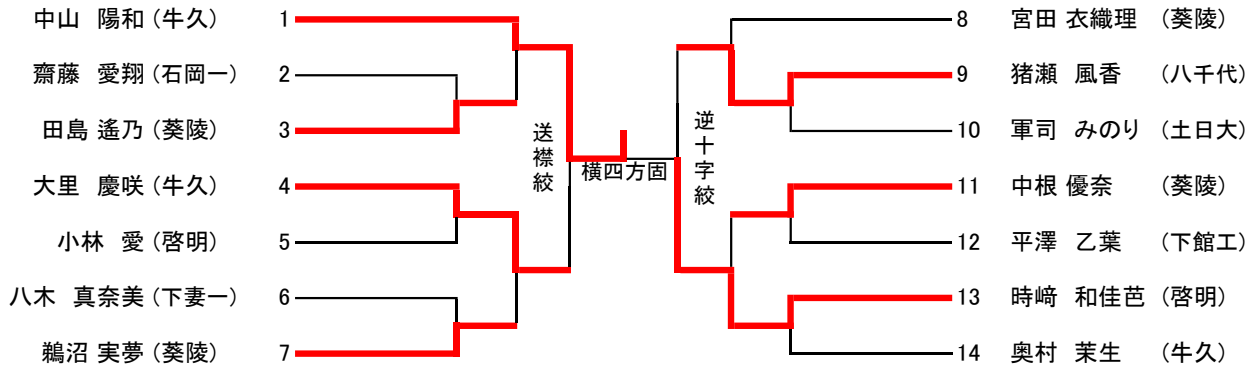 中山　陽和 (牛久)　1
齋藤　愛翔 (石岡一)　2
田島 遙乃 (葵陵)　3
大里 慶咲 (牛久)　4
小林　愛 (啓明)　5
八木　真奈美 (下妻一)　6
鵜沼 実夢 (葵陵)　7
送襟絞
横四方固
逆十字絞
8　宮田 衣織理　(葵陵)
9　猪瀬　風香　(八千代)
10　軍司　みのり　(土日大)
11　中根 優奈　(葵陵)
12　平澤　乙葉　(下館工)
13　時﨑　和佳芭　(啓明)
14　奥村　茉生　(牛久)